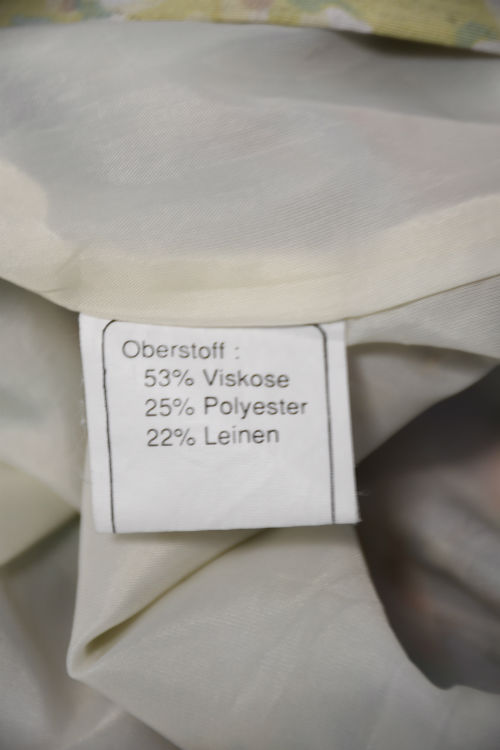 Oberstoff :
53% Viskose
25% Polyester
22% Leinen